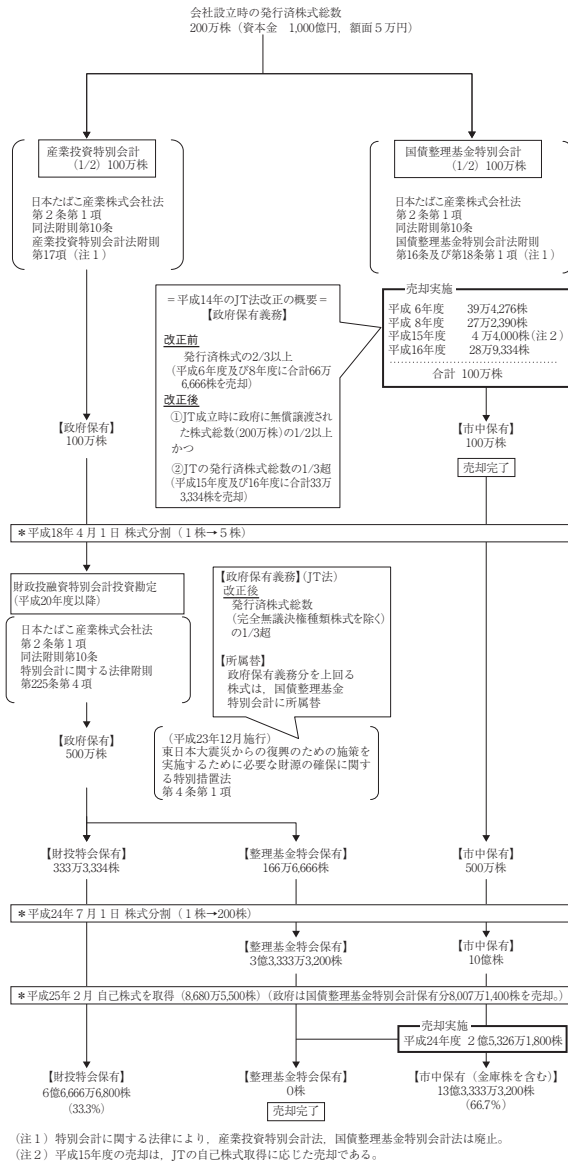 会社設立時の発行済株式総数
200万株（資本金　1,000億円，額面５万円）
産業投資特別会計
(1/2) 100万株
日本たばこ産業株式会社法
第２条第１項
同法附則第10条
産業投資特別会計法附則
第17項（注１）
国債整理基金特別会計
(1/2) 100万株
日本たばこ産業株式会社法
第２条第１項
同法附則第10条
国債整理基金特別会計法附則
第16条及び第18条第１項（注１）
売却実施
平成 6年度　39万4,276株
平成 8年度　27万2,390株
平成15年度　４万4,000株(注２)
平成16年度　28万9,334株
合計 100万株
＝平成14年のJT法改正の概要＝
【政府保有義務】
改正前
発行済株式の2/3以上
（平成６年度及び８年度に合計66万
6,666株を売却）
改正後
①JT成立時に政府に無償譲渡され
た株式総数(200万株)の1/2以上
かつ
②JTの発行済株式総数の1/3超
（平成15年度及び16年度に合計33万
3,334株を売却）
【政府保有】
100万株
【市中保有】
100万株
売却完了
＊平成18年４月１日 株式分割（１株→５株）
財政投融資特別会計投資勘定
(平成20年度以降)
日本たばこ産業株式会社法
第２条第１項
同法附則第10条
特別会計に関する法律附則
第225条第４項
【政府保有義務】(JT法)
改正後
発行済株式総数
(完全無議決権種類株式を除く)
の1/3超
【所属替】
政府保有義務分を上回る
株式は，国債整理基金
特別会計に所属替
【政府保有】
500万株
（平成23年12月施行）
東日本大震災からの復興のための施策を
実施するために必要な財源の確保に関す
る特別措置法
第４条第１項
【財投特会保有】
333万3,334株
【整理基金特会保有】
166万6,666株
【市中保有】
500万株
＊平成24年７月１日 株式分割（１株→200株）
【整理基金特会保有】
3億3,333万3,200株
【市中保有】
10億株
＊平成25年２月 自己株式を取得（8,680万5,500株）（政府は国債整理基金特別会計保有分8,007万1,400株を売却。）
売却実施
平成24年度 ２億5,326万1,800株
【財投特会保有】
6億6,666万6,800株
(33.3%)
【整理基金特会保有】
0株
売却完了
【市中保有（金庫株を含む）】
13億3,333万3,200株
(66.7%)
（注１）特別会計に関する法律により，産業投資特別会計法，国債整理基金特別会計法は廃止。
（注２）平成15年度の売却は，JTの自己株式取得に応じた売却である。